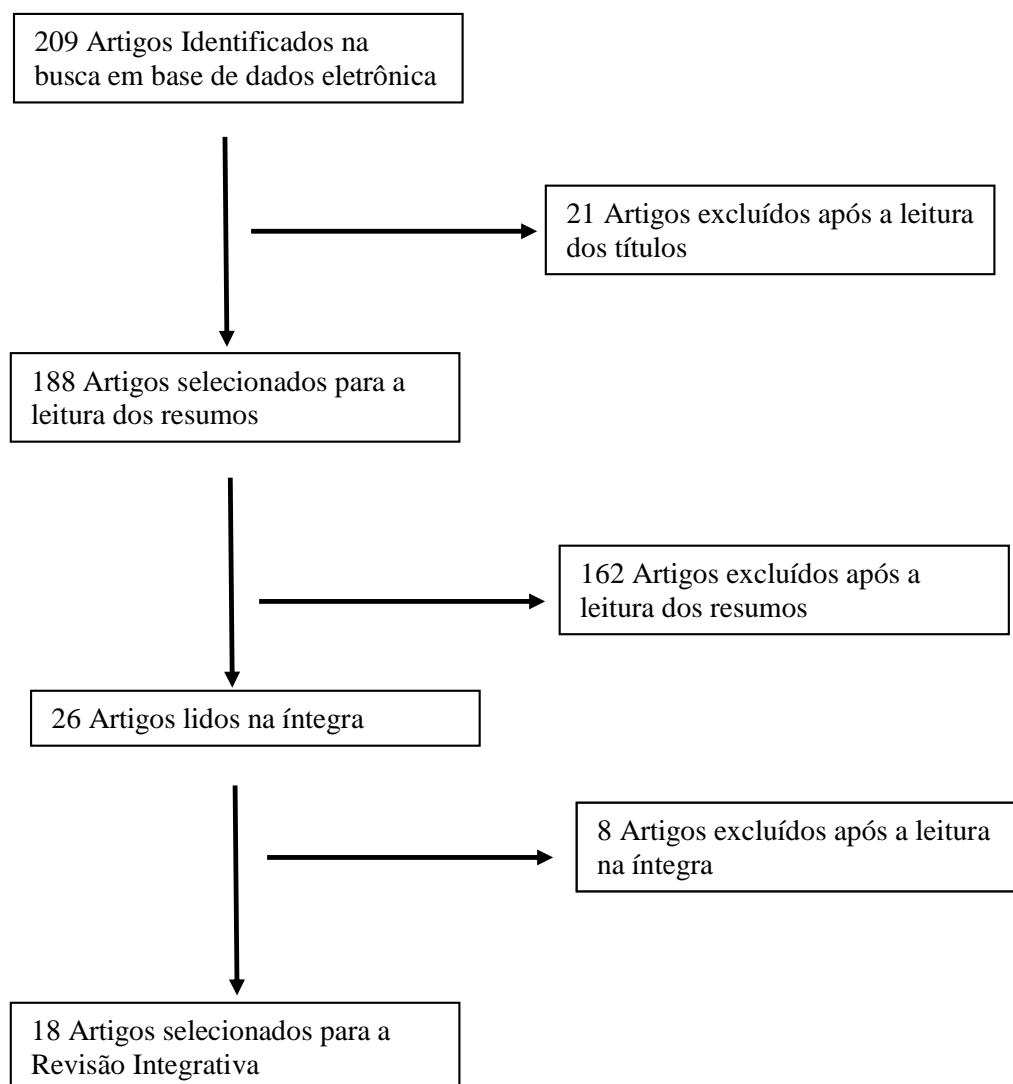 209 Artigos Identificados na
busca em base de dados eletrônica
21 Artigos excluídos após a leitura
dos títulos
188 Artigos selecionados para a
leitura dos resumos
162 Artigos excluídos após a
leitura dos resumos
26 Artigos lidos na íntegra
8 Artigos excluídos após a leitura
na íntegra
18 Artigos selecionados para a
Revisão Integrativa